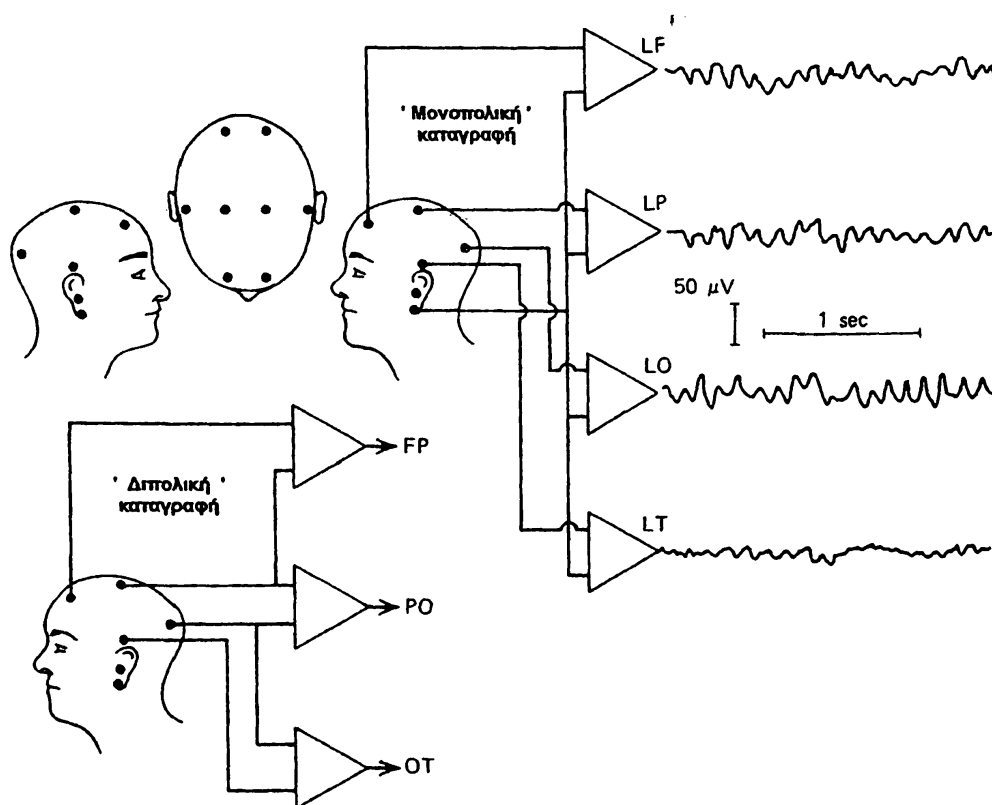 LF
' Μονοπολική '
καταγραφή
LP
50 μV
1 sec
LO
LT
FP
' Διπολική '
καταγραφή
PO
OT